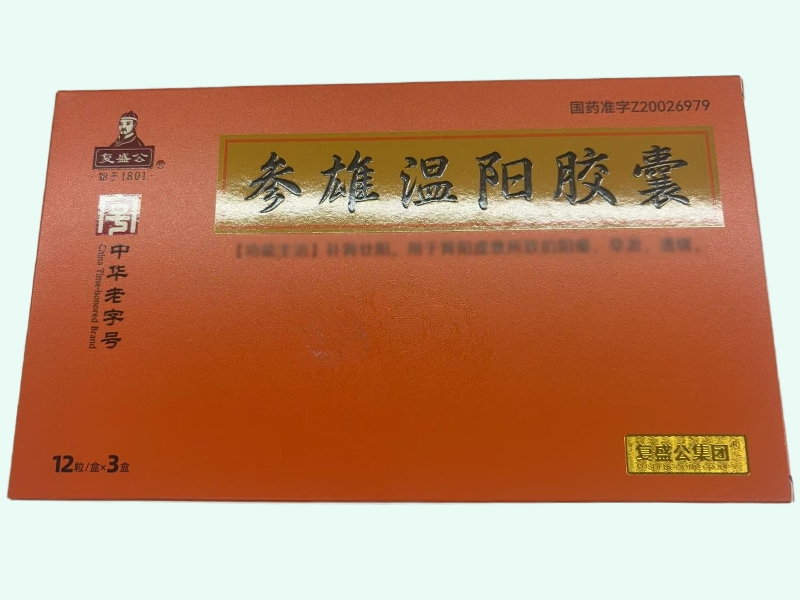 国药准字Z20026979
复盛公
始于1801
参雄温阳胶囊
中华老字号
China Time-honored Brand
12粒/盒×3盒
复盛公集团